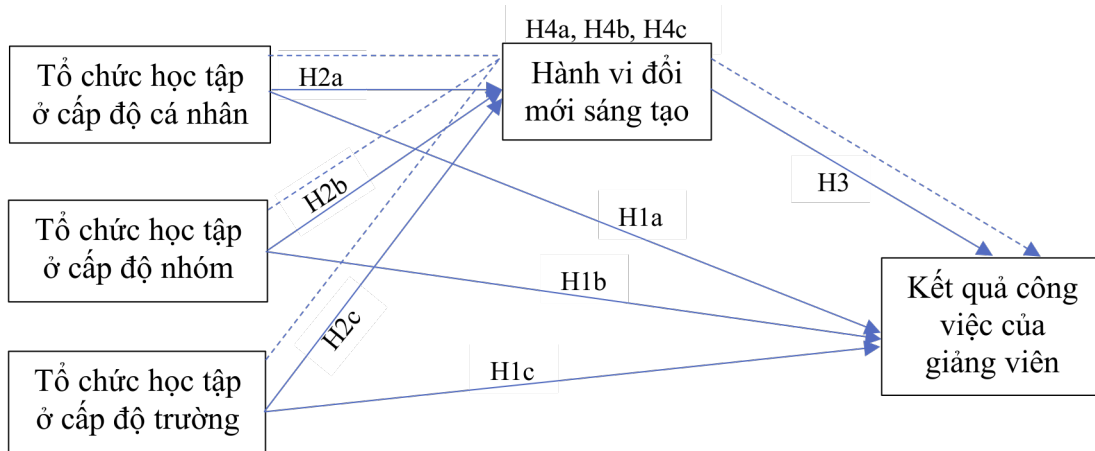 H4a, H4b, H4c
Tổ chức học tập
ở cấp độ cá nhân
H2a
Hành vi đổi
mới sáng tạo
H3
H2b
H1a
Tổ chức học tập
ở cấp độ nhóm
H1b
Kết quả công
việc của
giảng viên
H2c
Tổ chức học tập
ở cấp độ trường
H1c